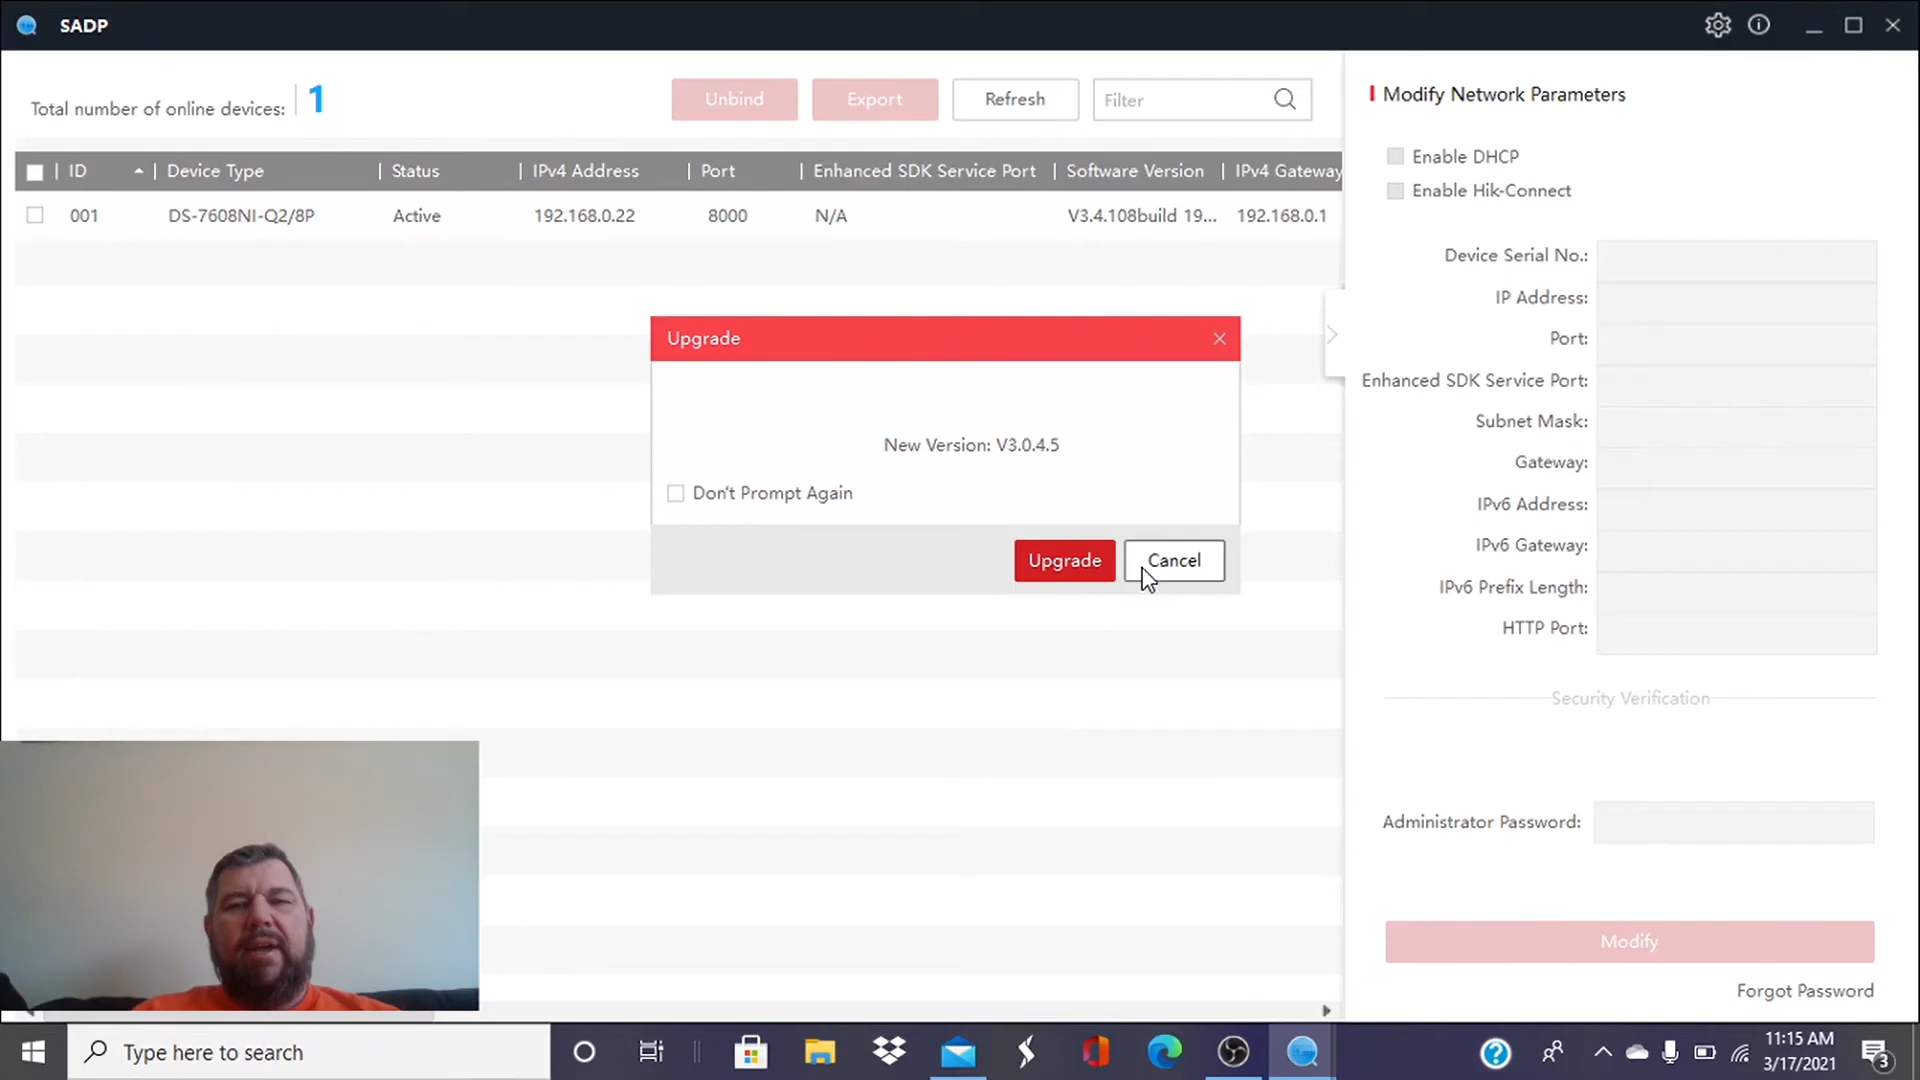 SADP
Total number of online devices: 1
Unbind
Export
Refresh
Filter
ID
Device Type
Status
IPv4 Address
Port
Enhanced SDK Service Port
Software Version
IPv4 Gateway
001
DS-7608NI-Q2/8P
Active
192.168.0.22
8000
N/A
V3.4.108build 19...
192.168.0.1
Upgrade
New Version: V3.0.4.5
Don't Prompt Again
Upgrade
Cancel
Modify Network Parameters
Enable DHCP
Enable Hik-Connect
Device Serial No.:
IP Address:
Port:
Enhanced SDK Service Port:
Subnet Mask:
Gateway:
IPv6 Address:
IPv6 Gateway:
IPv6 Prefix Length:
HTTP Port:
Security Verification
Administrator Password:
Modify
Forgot Password
Type here to search
11:15 AM
3/17/2021
3